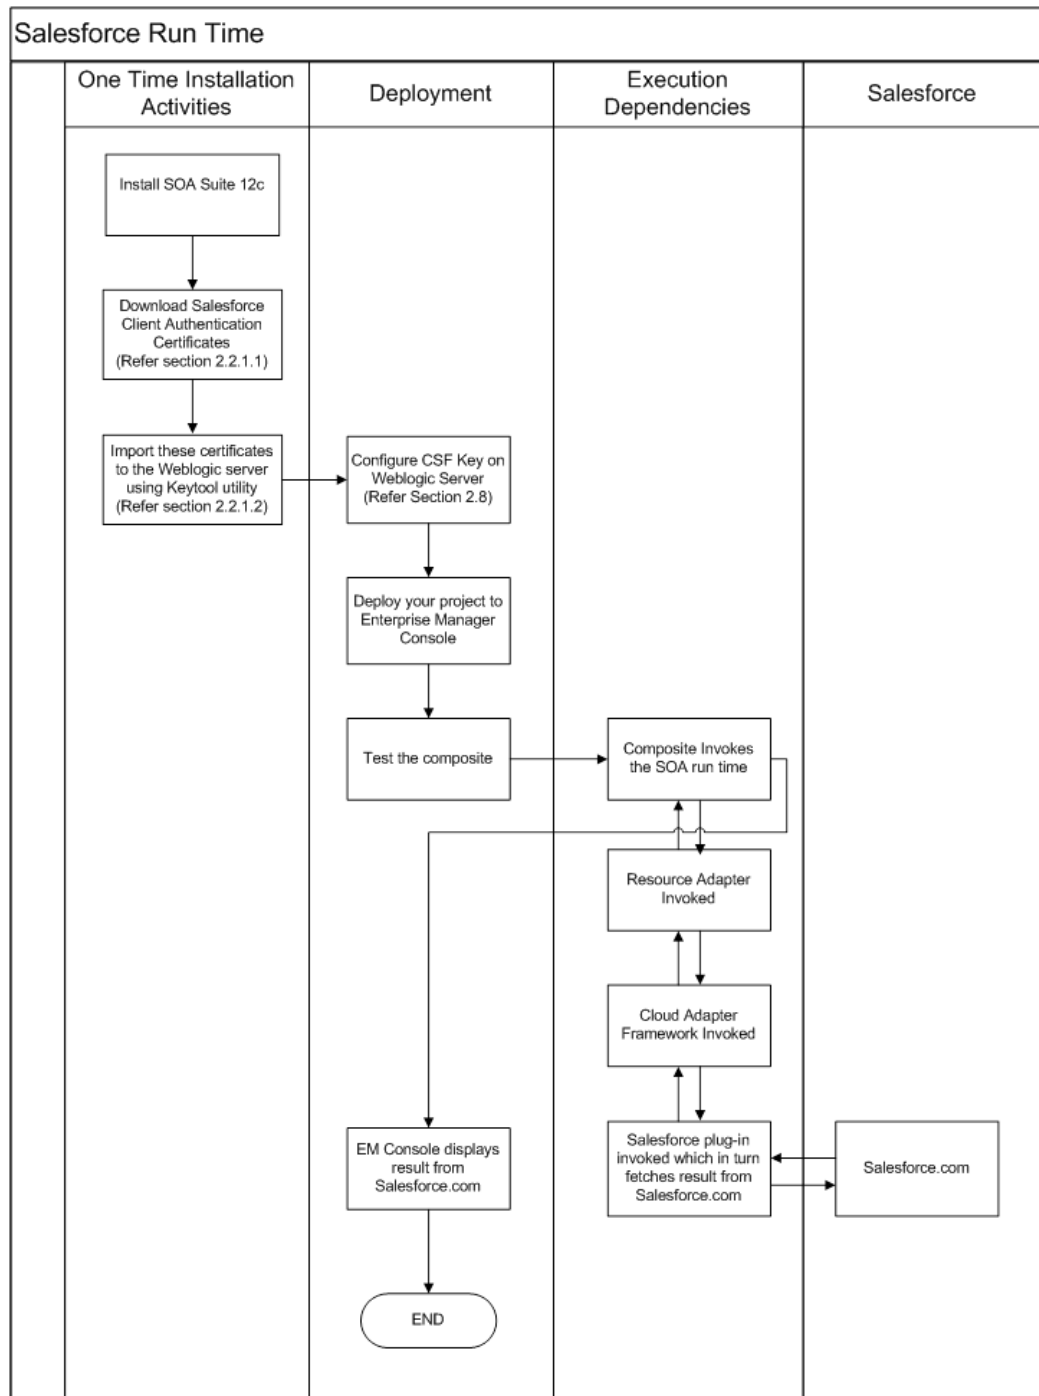 Salesforce Run Time
One Time Installation
Activities
Deployment
Execution
Dependencies
Salesforce
Install SOA Suite 12c
Download Salesforce
Client Authentication
Certificates
(Refer section 2.2.1.1)
Import these certificates
to the Weblogic server
using Keytool utility
(Refer section 2.2.1.2)
Configure CSF Key on
Weblogic Server
(Refer Section 2.8)
Deploy your project to
Enterprise Manager
Console
Test the composite
Composite Invokes
the SOA run time
Resource Adapter
Invoked
Cloud Adapter
Framework Invoked
Salesforce plug-in
invoked which in turn
fetches result from
Salesforce.com
Salesforce.com
EM Console displays
result from
Salesforce.com
END